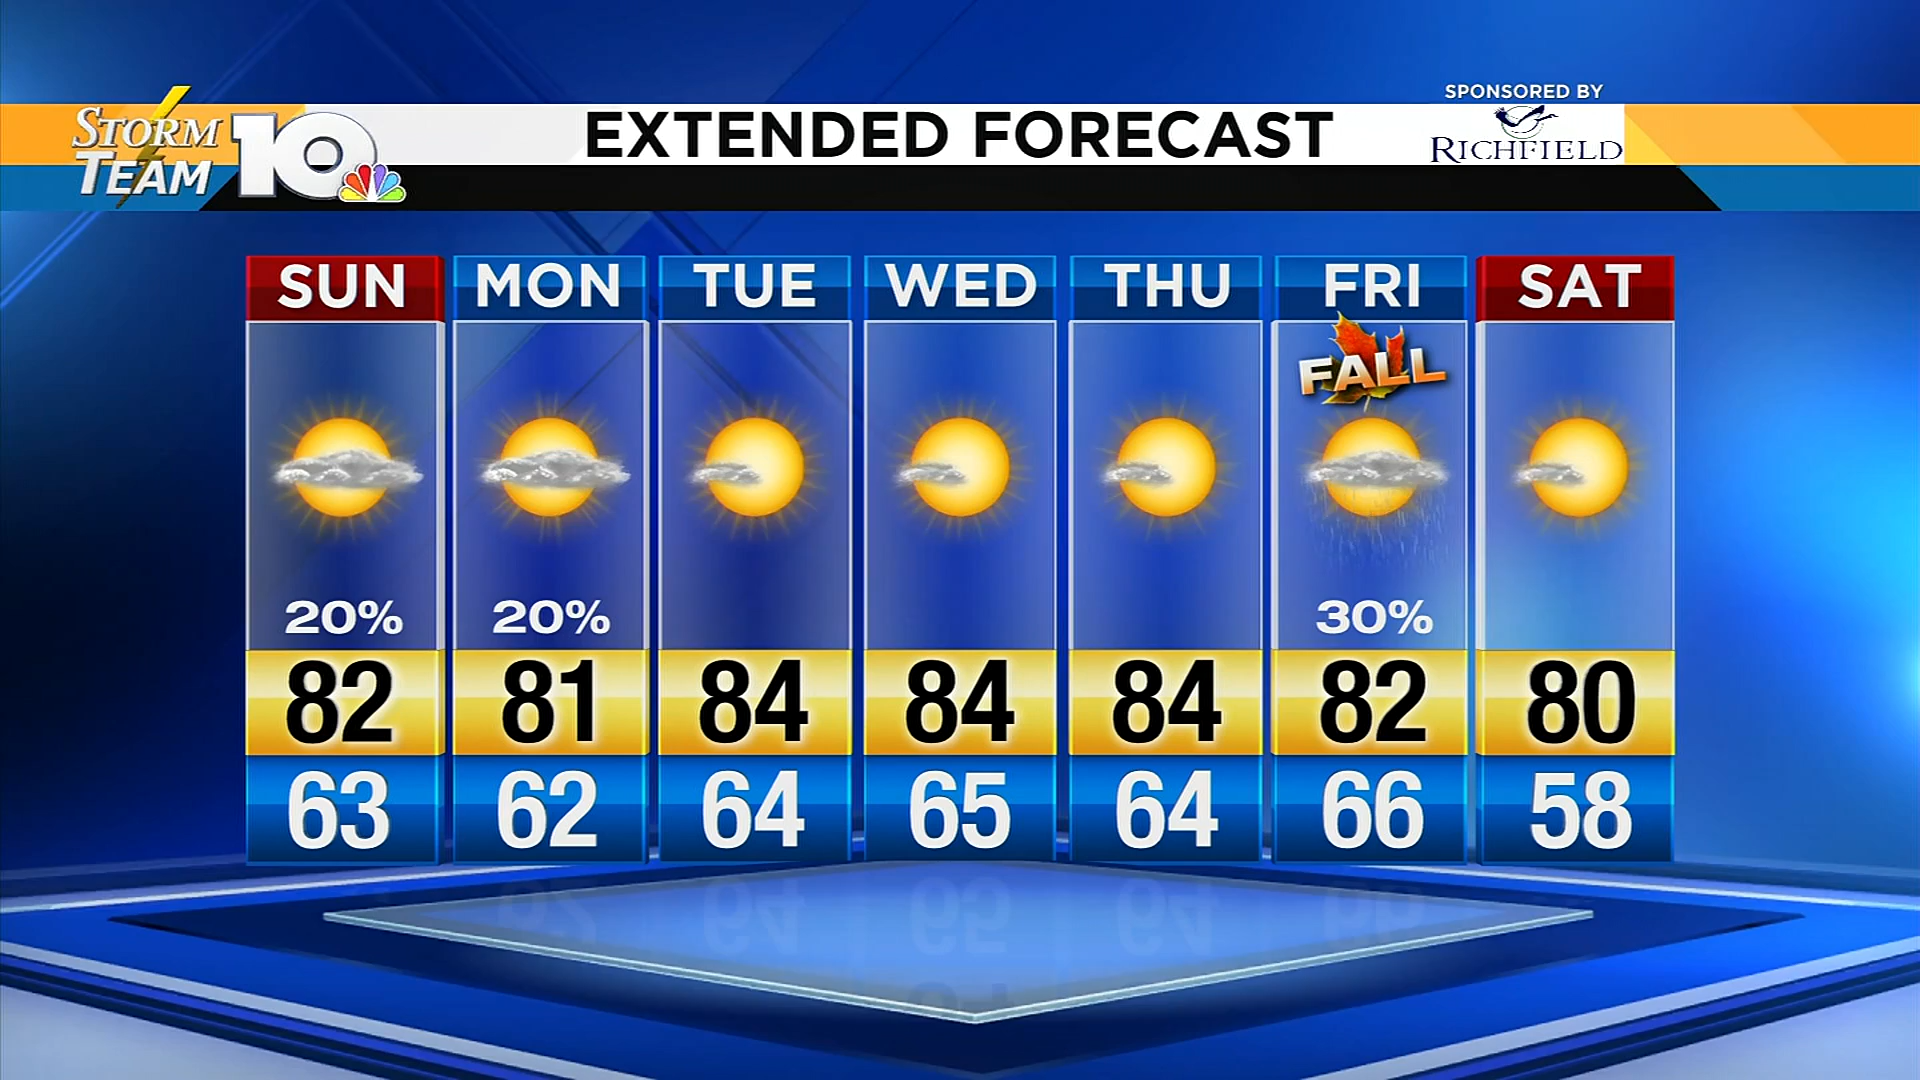 SPONSORED BY
STORM
TEAM
10
EXTENDED FORECAST
RICHFIELD
SUN MON TUE WED THU FRI SAT
FALL
20% 20% 30%
82 81 84 84 84 82 80
63 62 64 65 64 66 58